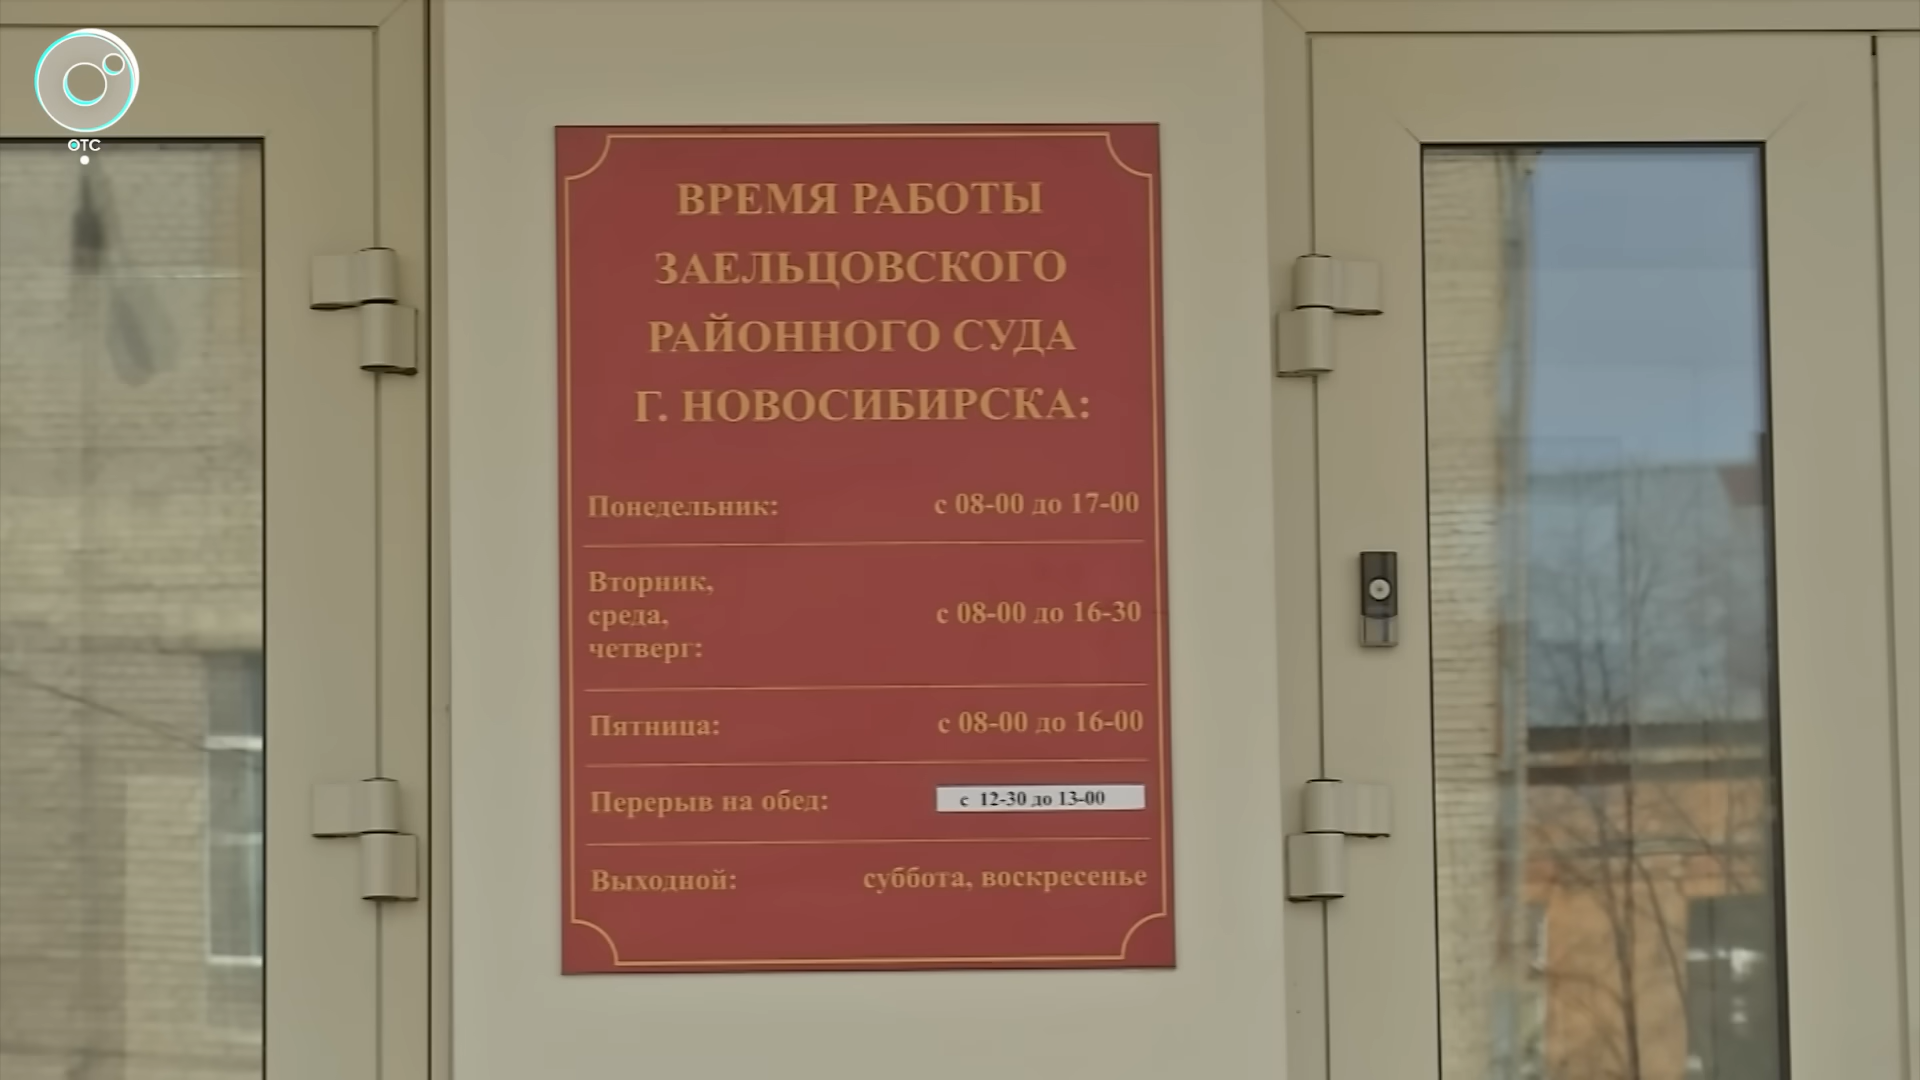 ОТС
ВРЕМЯ РАБОТЫ
ЗАЕЛЬЦОВСКОГО
РАЙОННОГО СУДА
Г. НОВОСИБИРСКА:
Понедельник: с 08-00 до 17-00
Вторник,
среда, с 08-00 до 16-30
четверг:
Пятница: с 08-00 до 16-00
Перерыв на обед: с 12-30 до 13-00
Выходной: суббота, воскресенье